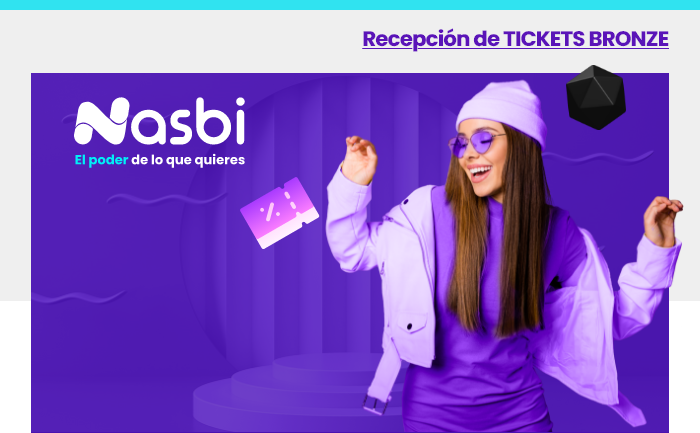 Recepción de TICKETS BRONZE
Nasbi
El poder de lo que quieres